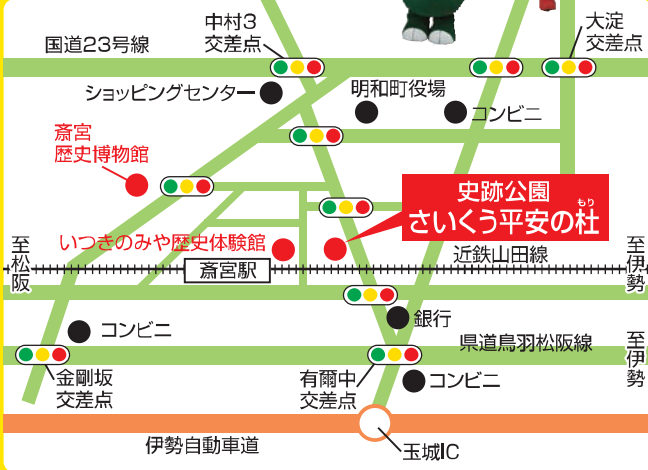 中村3
交差点
大淀
交差点
国道23号線
ショッピングセンター
明和町役場
コンビニ
斎宮
歴史博物館
史跡公園
もり
さいくう平安の杜
いつきのみや歴史体験館
至松阪
斎宮駅
近鉄山田線
至伊勢
銀行
コンビニ
県道鳥羽松阪線
至伊勢
金剛坂
交差点
有爾中
交差点
コンビニ
伊勢自動車道
玉城IC